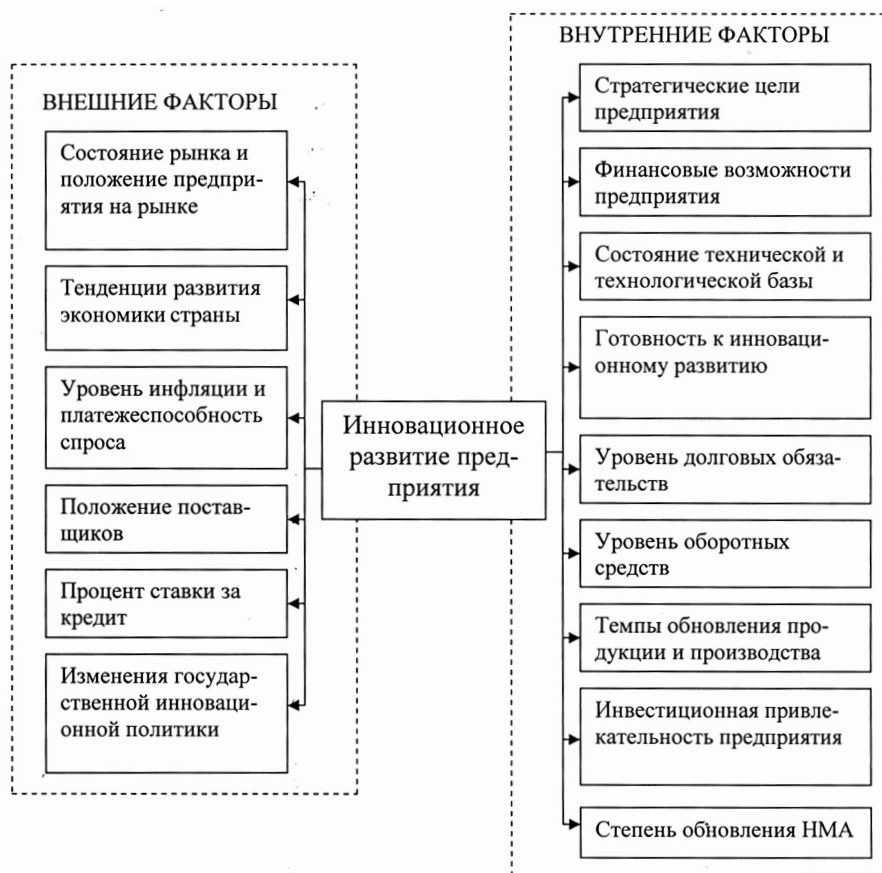 ВНЕШНИЕ ФАКТОРЫ
Состояние рынка и
положение предпри-
ятия на рынке
Тенденции развития
экономики страны
Уровень инфляции и
платежеспособность
спроса
Положение постав-
щиков
Процент ставки за
кредит
Изменения государ-
ственной инноваци-
онной политики
Инновационное
развитие пред-
приятия
ВНУТРЕННИЕ ФАКТОРЫ
Стратегические цели
предприятия
Финансовые возможности
предприятия
Состояние технической и
технологической базы
Готовность к инноваци-
онному развитию
Уровень долговых обяза-
тельств
Уровень оборотных
средств
Темпы обновления про-
дукции и производства
Инвестиционная привле-
кательность предприятия
Степень обновления НМА